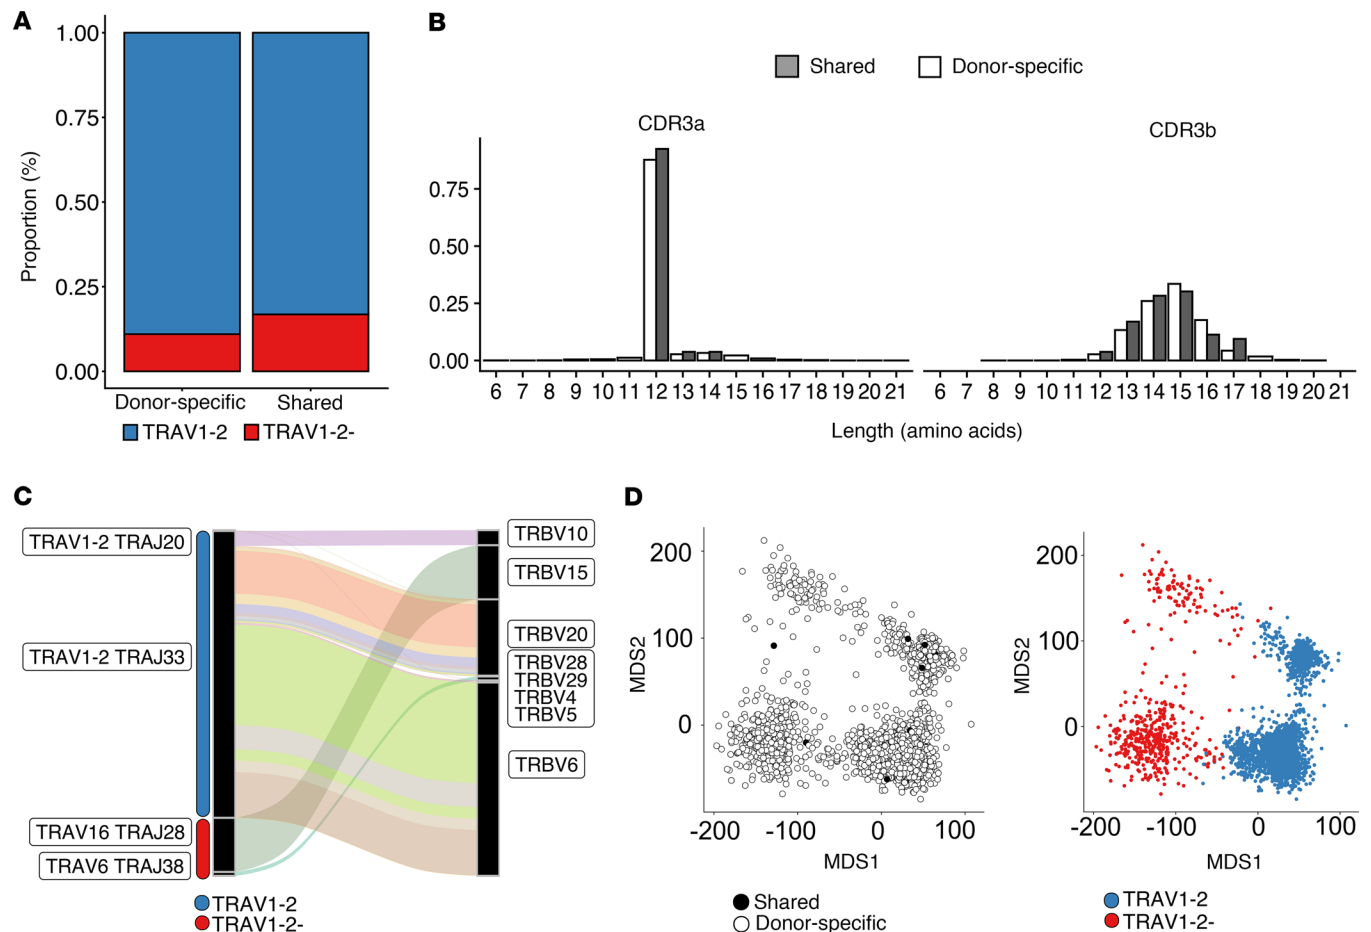 A
Proportion (%)
1.00
0.75
0.50
0.25
0.00
Donor-specific Shared
TRAV1-2 TRAV1-2-
B
Shared Donor-specific
CDR3a
CDR3b
0.75
0.50
0.25
0.00
6 7 8 9 10 11 12 13 14 15 16 17 18 19 20 21
6 7 8 9 10 11 12 13 14 15 16 17 18 19 20 21
Length (amino acids)
C
TRAV1-2 TRAJ20
TRAV1-2 TRAJ33
TRAV16 TRAJ28
TRAV6 TRAJ38
TRBV10
TRBV15
TRBV20
TRBV28
TRBV29
TRBV4
TRBV5
TRBV6
TRAV1-2
TRAV1-2-
D
MDS2
200
100
0
-200 -100 0 100
MDS1
Shared
Donor-specific
MDS2
200
100
0
-200 -100 0 100
MDS1
TRAV1-2
TRAV1-2-